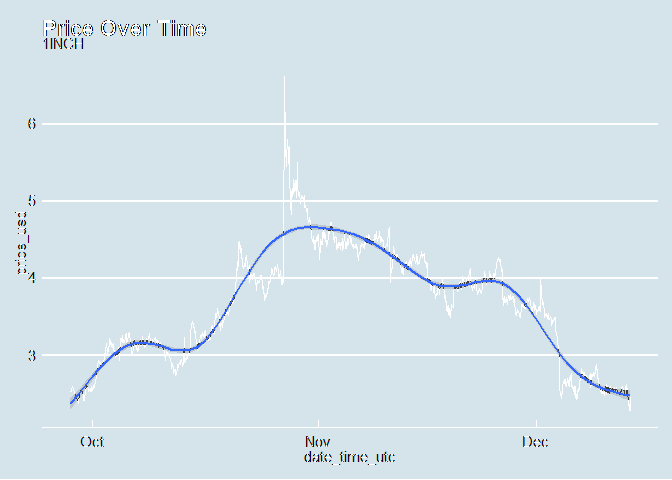 Price Over Time
1INCH
6
5
4
3
price_usd
Oct Nov Dec
date_time_utc